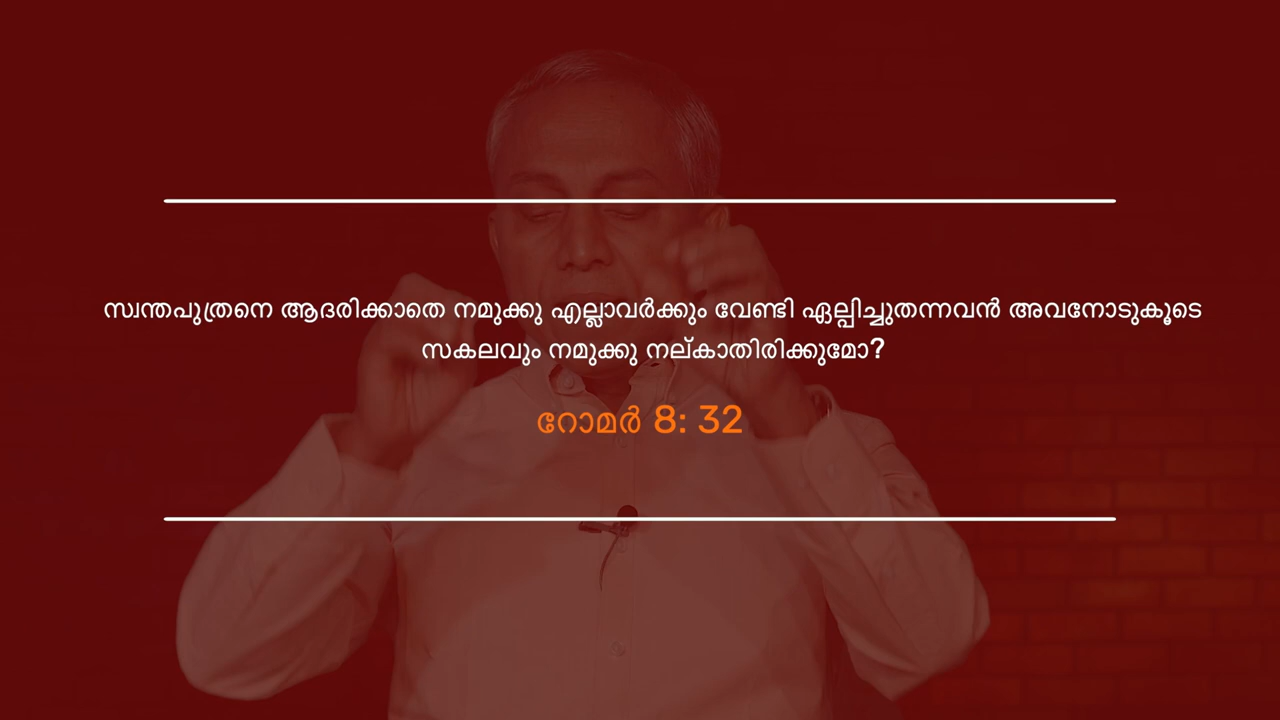 സ്വന്തപുത്രനെ ആദരിക്കാതെ നമുക്കു എല്ലാവർക്കും വേണ്ടി ഏല്പിച്ചുതന്നവൻ അവനോടുകൂടെ
സകലവും നമുക്കു നല്കാതിരിക്കുമോ?
റോമർ 8: 32